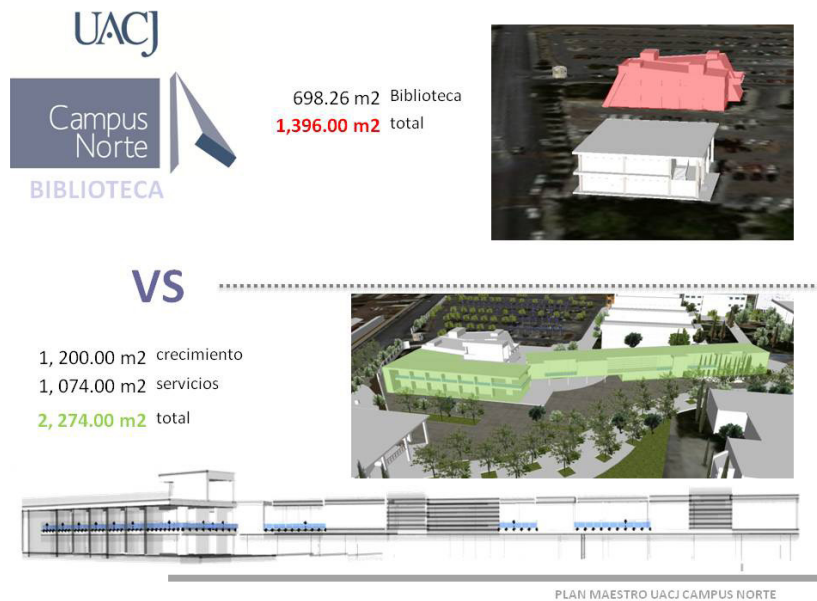 UACJ
Campus
Norte
BIBLIOTECA
698.26 m2 Biblioteca
1,396.00 m2 total
VS
1, 200.00 m2 crecimiento
1, 074.00 m2 servicios
2, 274.00 m2 total
PLAN MAESTRO UACJ CAMPUS NORTE